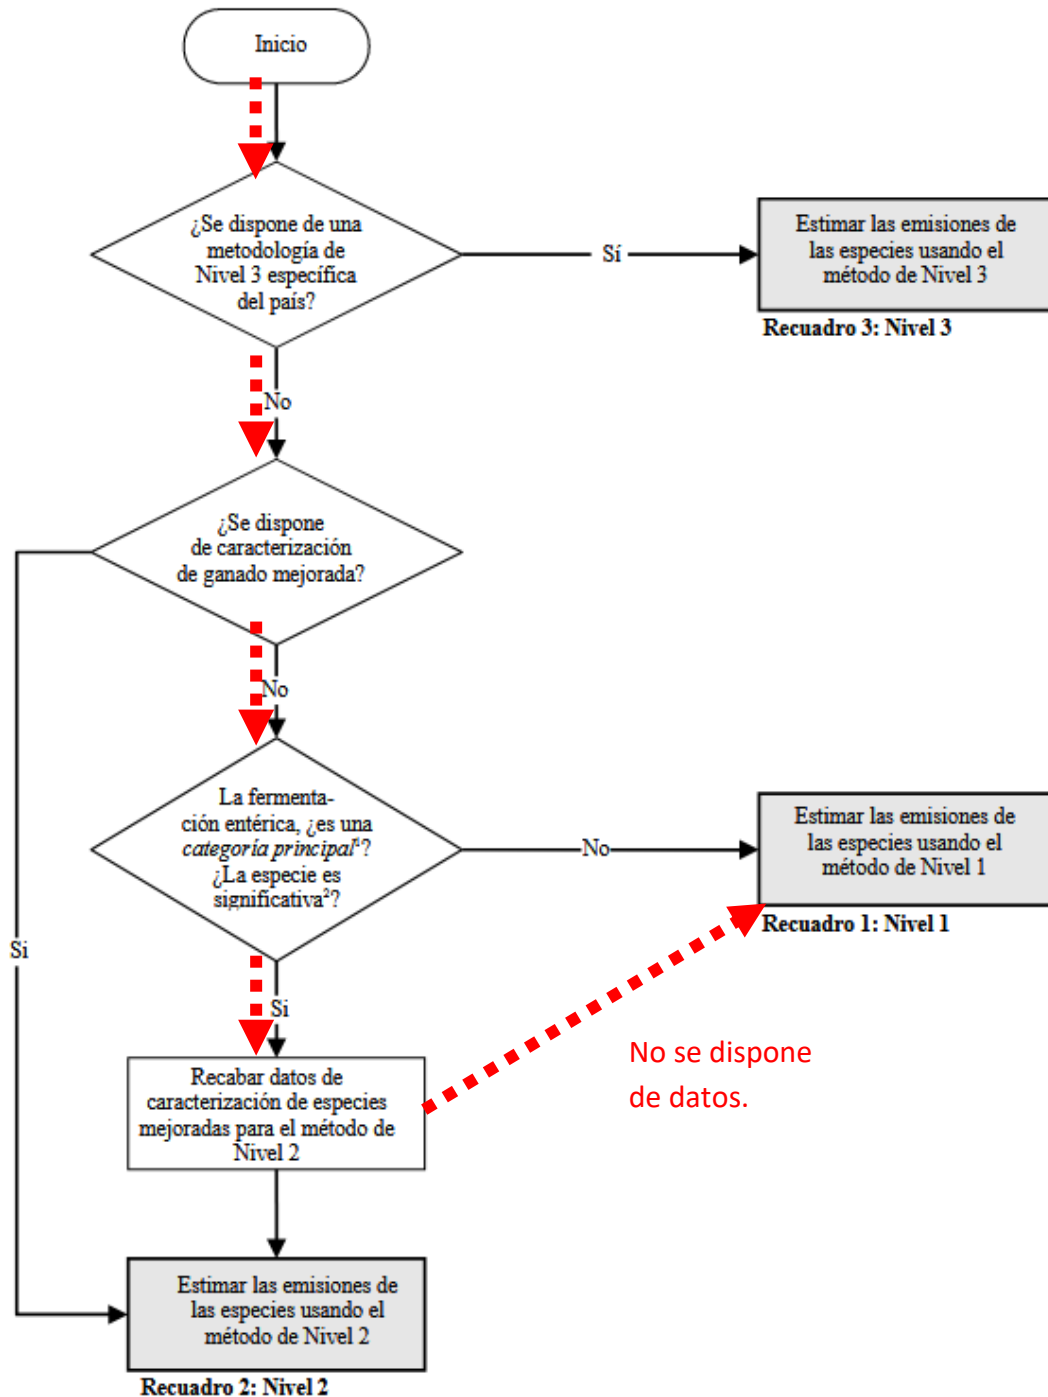 Inicio
¿Se dispone de una
metodología de
Nivel 3 específica
del país?
Sí
Estimar las emisiones de
las especies usando el
método de Nivel 3
Recuadro 3: Nivel 3
No
¿Se dispone
de caracterización
de ganado mejorada?
No
La fermenta-
ción entérica, ¿es una
categoría principal¹?
¿La especie es
significativa²?
No
Estimar las emisiones de
las especies usando el
método de Nivel 1
Recuadro 1: Nivel 1
Si
Si
No se dispone
de datos.
Recabar datos de
caracterización de especies
mejoradas para el método de
Nivel 2
Estimar las emisiones de
las especies usando el
método de Nivel 2
Recuadro 2: Nivel 2